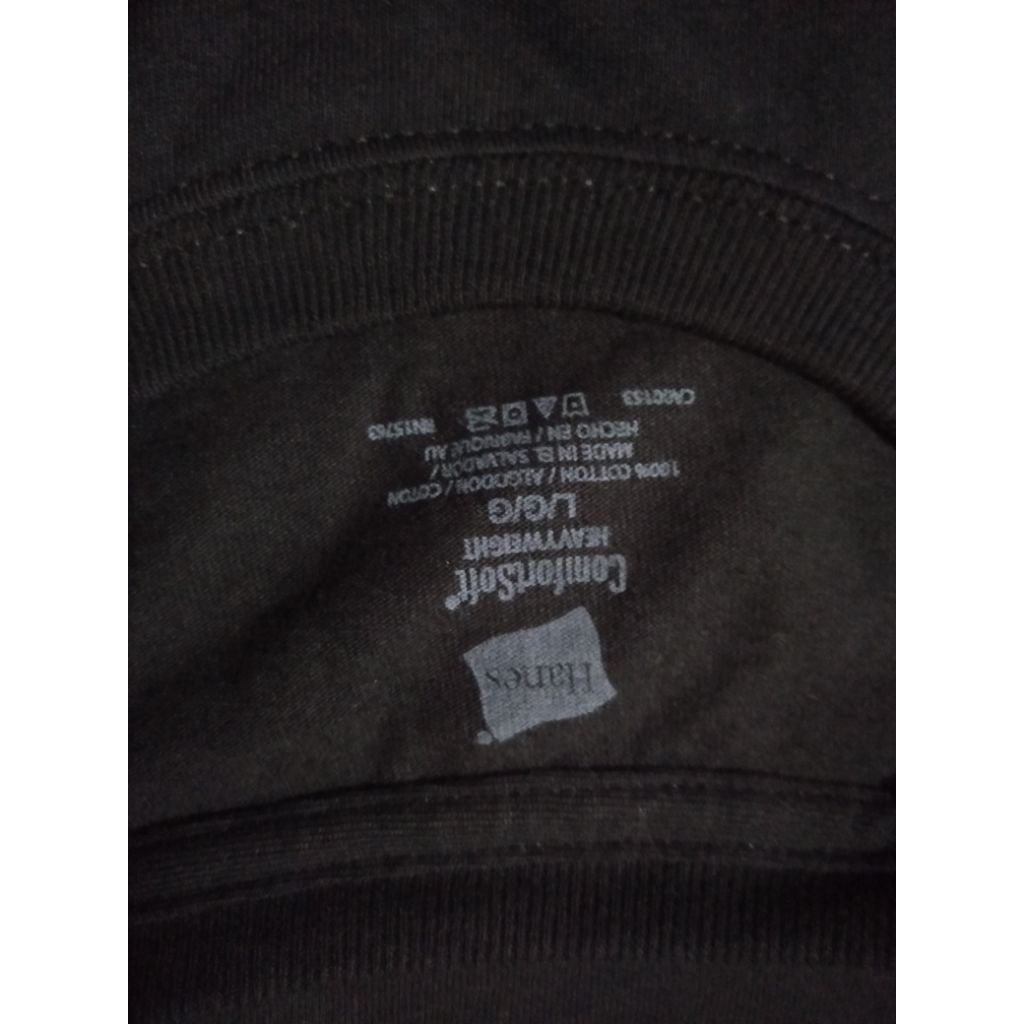 Hanes®
ComfortSoft®
HEAVYWEIGHT
L/G/G
100% COTTON / ALGODON / COTON
MADE IN EL SALVADOR /
HECHO EN / FABRIQUE AU
RN15763
CA00153